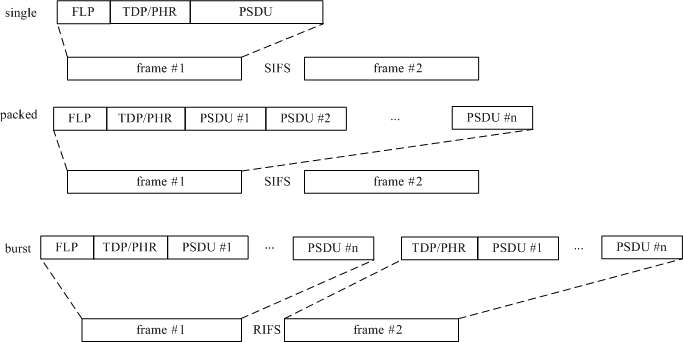 single FLP TDP/PHR PSDU
frame #1 SIFS frame #2
packed FLP TDP/PHR PSDU #1 PSDU #2 ... PSDU #n
frame #1 SIFS frame #2
burst FLP TDP/PHR PSDU #1 ... PSDU #n TDP/PHR PSDU #1 ... PSDU #n
frame #1 RIFS frame #2